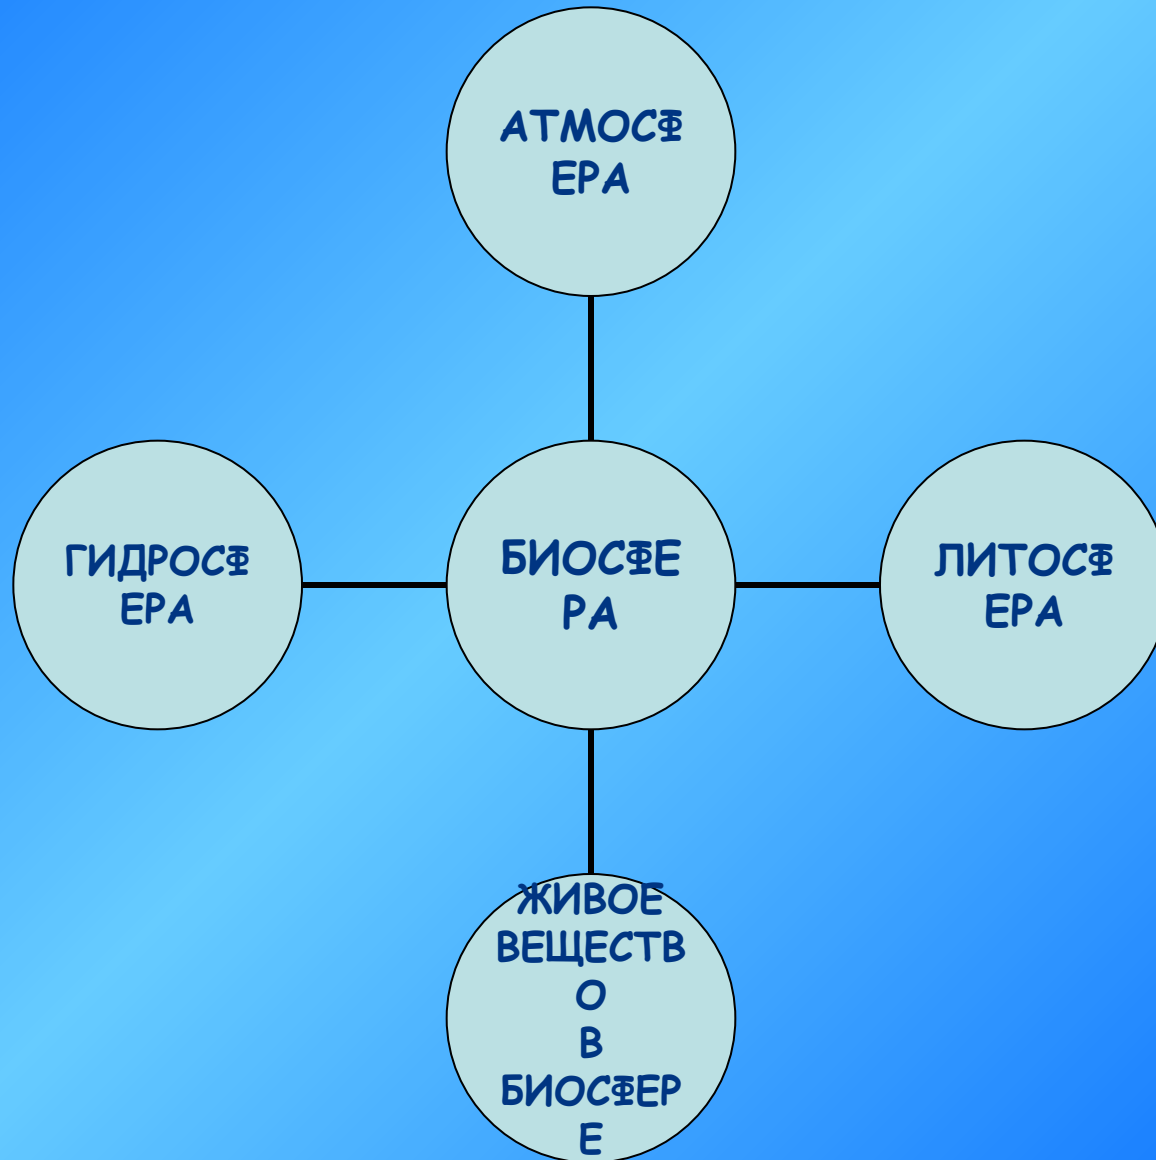 АТМОСФ
ЕРА
ГИДРОСФ
ЕРА
БИОСФЕ
РА
ЛИТОСФ
ЕРА
ЖИВОЕ
ВЕЩЕСТВ
О
В
БИОСФЕР
Е